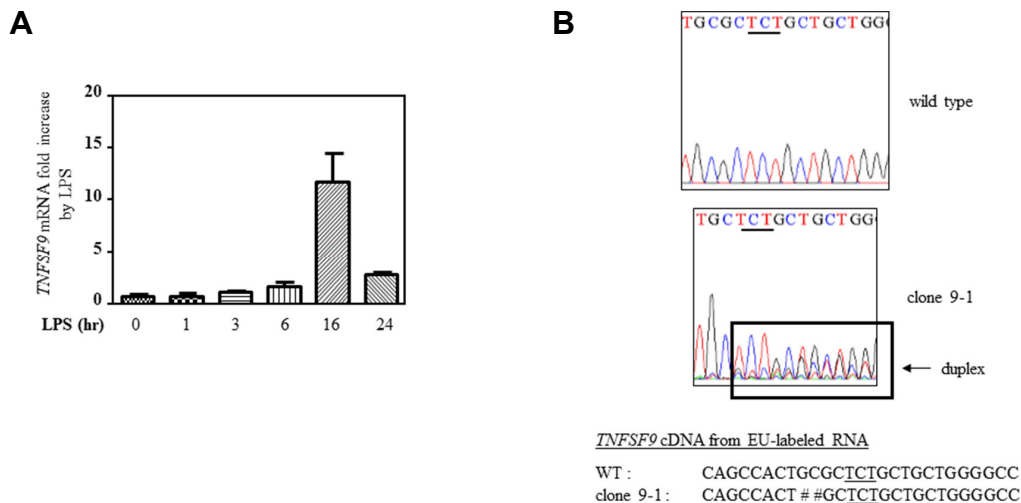 A
20
15
10
5
0
TNFSF9 mRNA fold increase
by LPS
LPS (hr) 0 1 3 6 16 24
B
TGCGCTCTGCTGCTGGG
wild type
TGCTCTGCTGCTGGG
clone 9-1
duplex
TNFSF9 cDNA from EU-labeled RNA
WT : CAGCCACTGCGCTCTGCTGCTGGGGCC
clone 9-1 : CAGCCACT # #GCTCTGCTGCTGGGGCC